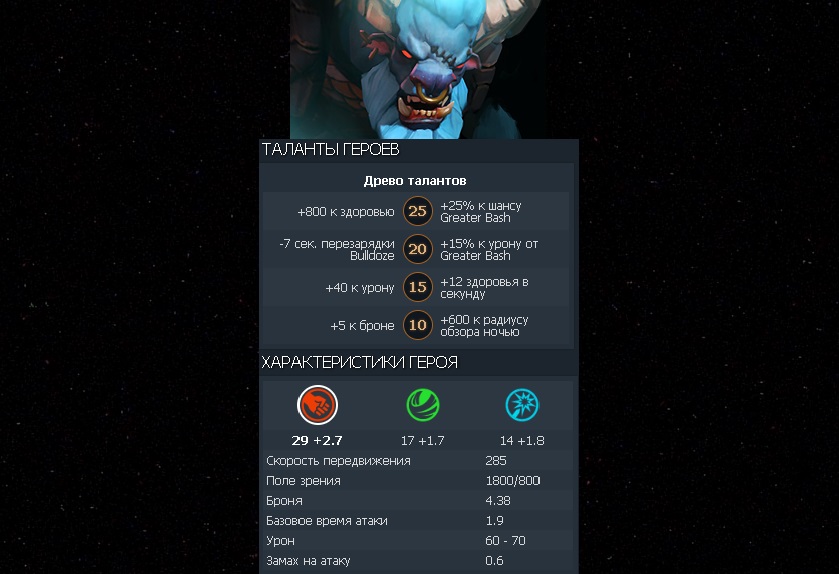 ТАЛАНТЫ ГЕРОЕВ
Древо талантов
+800 к здоровью 25 +25% к шансу
Greater Bash
-7 сек. перезарядки
Bulldoze
20
+15% к урону от
Greater Bash
+40 к урону 15 +12 здоровья в
секунду
+5 к броне 10 +600 к радиусу
обзора ночью
ХАРАКТЕРИСТИКИ ГЕРОЯ
29 +2.7 17 +1.7 14 +1.8
Скорость передвижения 285
Поле зрения 1800/800
Броня 4.38
Базовое время атаки 1.9
Урон 60 - 70
Замах на атаку 0.6